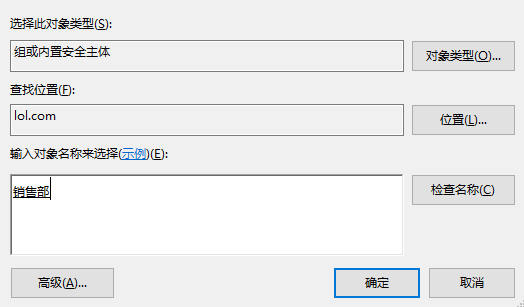 选择此对象类型(S):
组或内置安全主体
对象类型(O)...
查找位置(F):
lol.com
位置(L)...
输入对象名称来选择(示例)(E):
销售部
检查名称(C)
高级(A)...
确定
取消